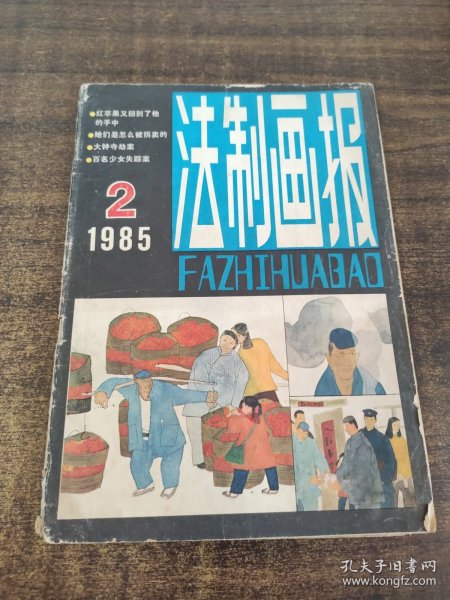 ●红苹果又回到了他
的手中
●她们是怎么被拐卖的
●大钟寺劫案
●百名少女失踪案
2
1985
法制画报
FAZHIHUABAO
孔夫子旧书网
www.kongfz.com